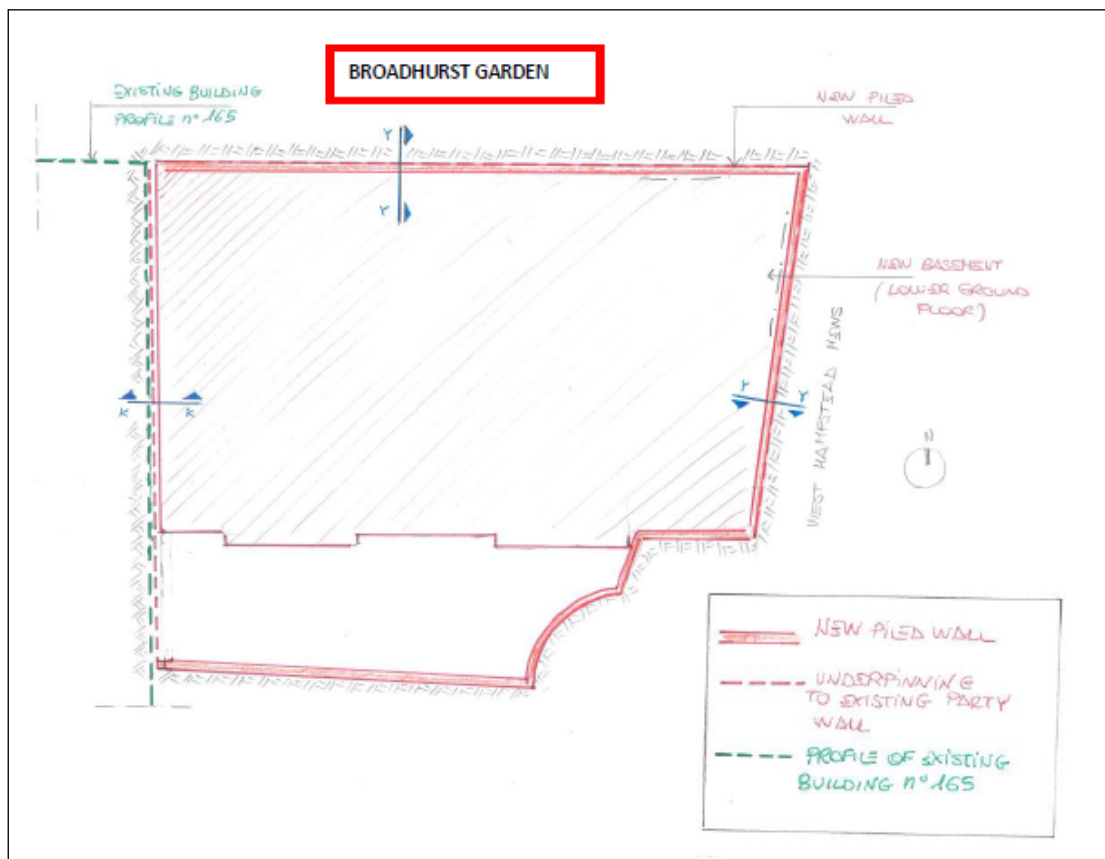 BROADHURST GARDEN
EXISTING BUILDING
PROFILE n° 165
NEW PILED
WALL
Y
Y
NEW BASEMENT
(LOWER GROUND
FLOOR)
WEST HAMPSTEAD MEWS
K
K
Y
Y
N
NEW PILED WALL
UNDERPINNING
TO EXISTING PARTY
WALL
PROFILE OF EXISTING
BUILDING n° 165